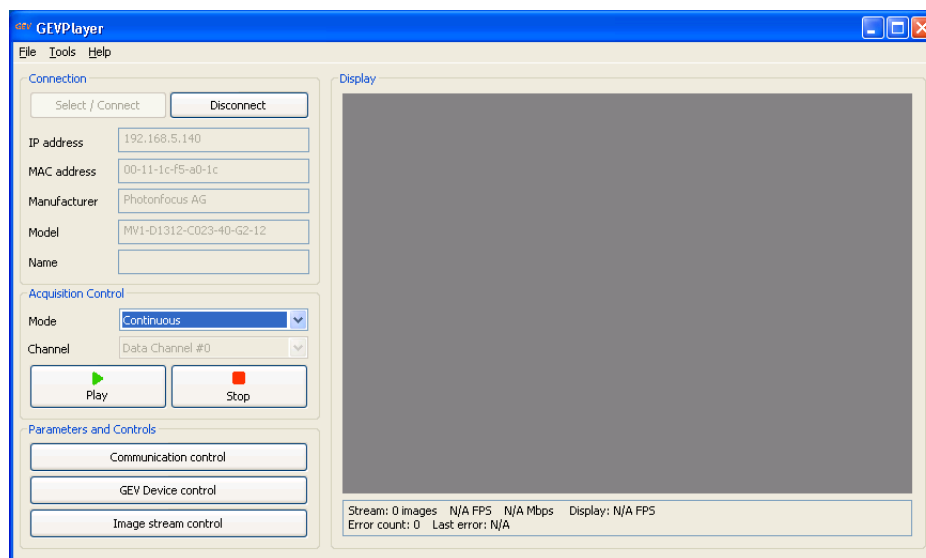 GEV GEVPlayer
File Tools Help
Connection
Select / Connect Disconnect
IP address 192.168.5.140
MAC address 00-11-1c-f5-a0-1c
Manufacturer Photonfocus AG
Model MV1-D1312-C023-40-G2-12
Name
Acquisition Control
Mode Continuous
Channel Data Channel #0
Play Stop
Parameters and Controls
Communication control
GEV Device control
Image stream control
Display
Stream: 0 images N/A FPS N/A Mbps Display: N/A FPS
Error count: 0 Last error: N/A